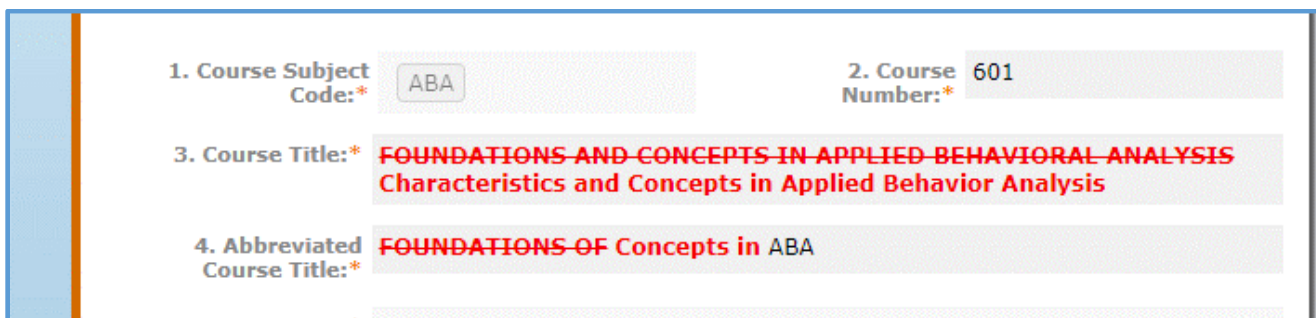 1. Course Subject Code:* ABA
2. Course Number:* 601
3. Course Title:* FOUNDATIONS AND CONCEPTS IN APPLIED BEHAVIORAL ANALYSIS
Characteristics and Concepts in Applied Behavior Analysis
4. Abbreviated Course Title:* FOUNDATIONS OF Concepts in ABA